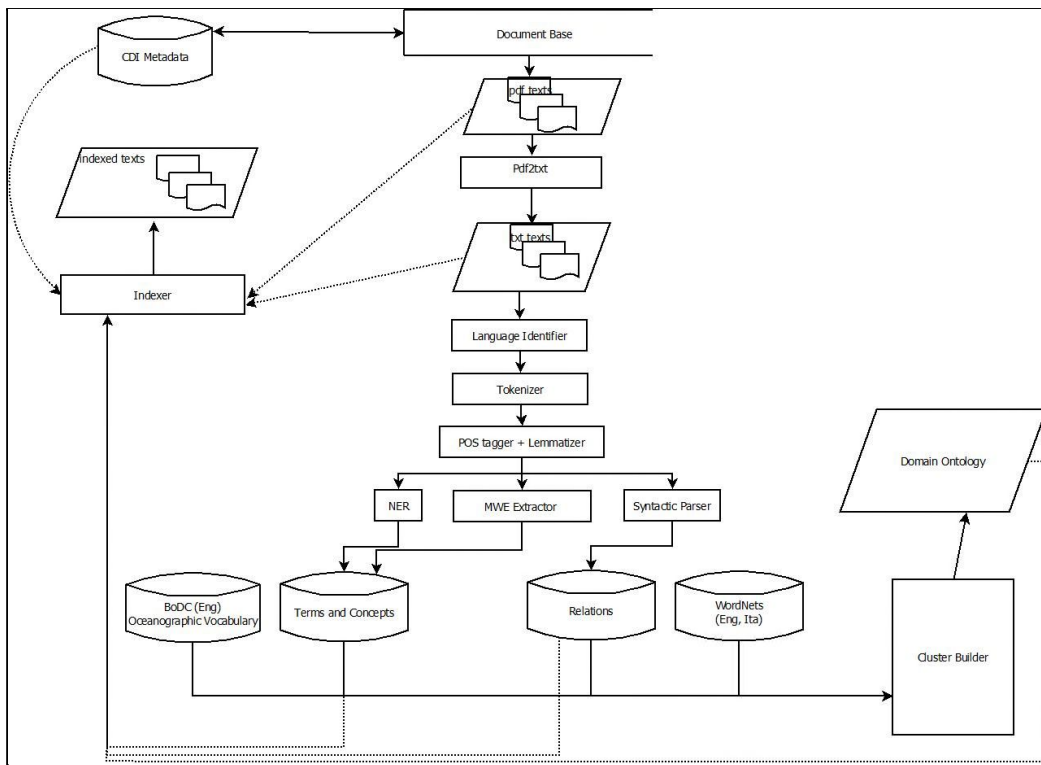 Document Base
CDI Metadata
pdf texts
indexed texts
Pdf2txt
txt texts
Indexer
Language Identifier
Tokenizer
POS tagger + Lemmatizer
Domain Ontology
NER
MWE Extractor
Syntactic Parser
BoDC (Eng)
Oceanographic Vocabulary
Terms and Concepts
Relations
WordNets
(Eng, Ita)
Cluster Builder